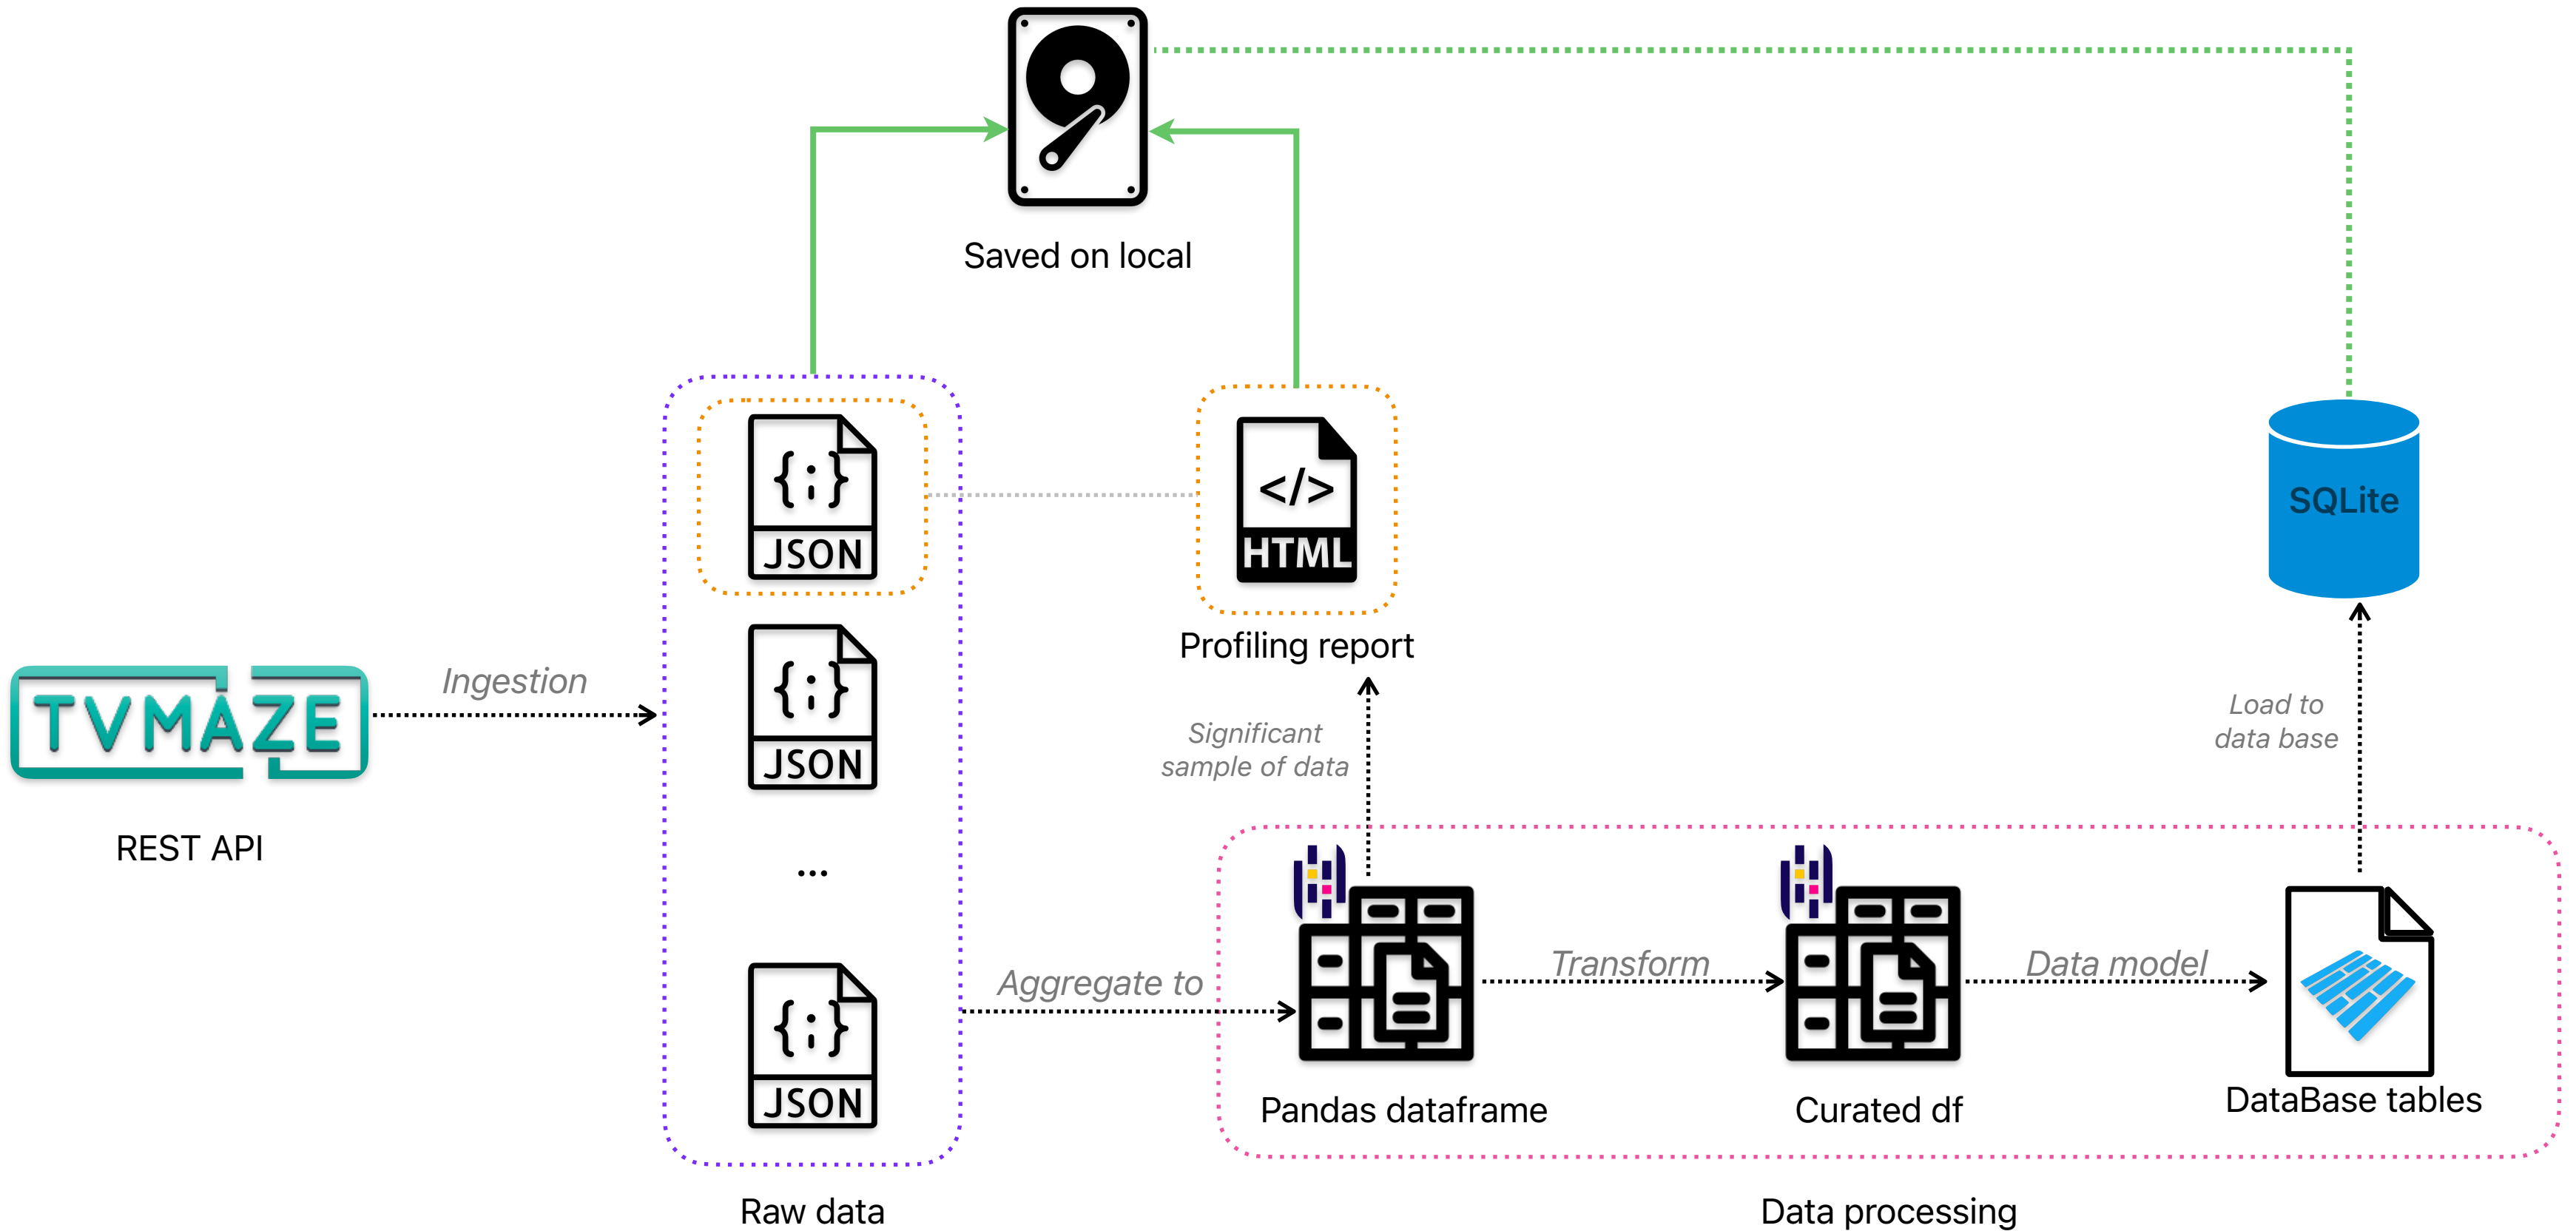 Saved on local
{;}
JSON
</>
HTML
Profiling report
SQLite
{;}
JSON
TVMAZE
REST API
Ingestion
Significant
sample of data
Load to
data base
...
{;}
JSON
Raw data
Aggregate to
Pandas dataframe
Transform
Curated df
Data model
DataBase tables
Data processing